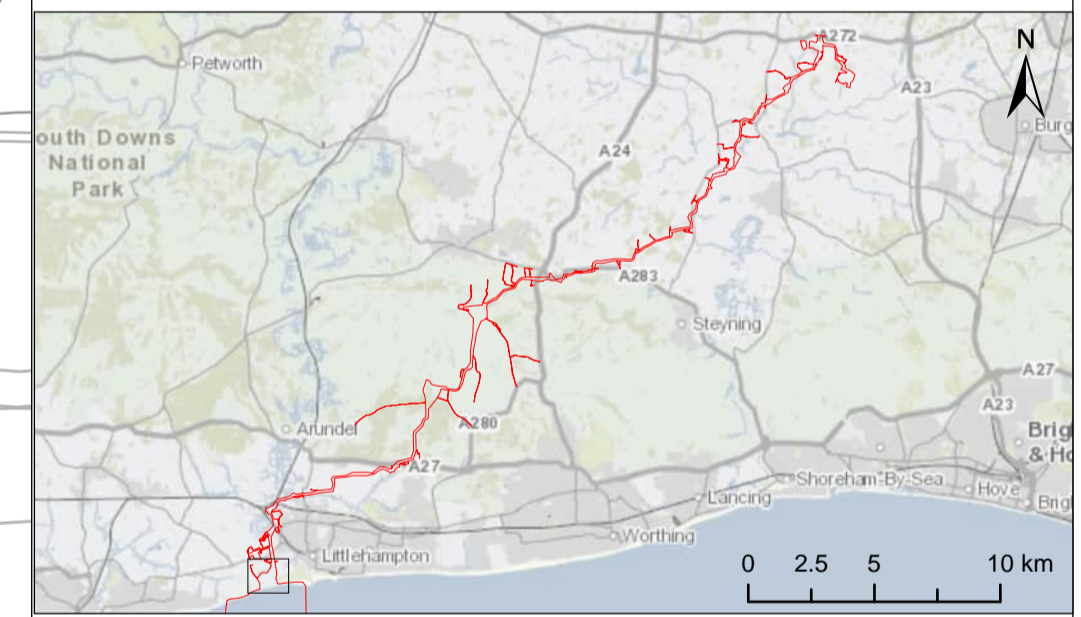 A272
N
Petworth
A23
Burg
outh Downs
National
Park
A24
A283
Steyning
A27
A23
Arundel
A280
Brig
& Ho
A27
Shoreham-By-Sea
Hove
Lancing
Brig
Worthing
Littlehampton
0 2.5 5 10 km